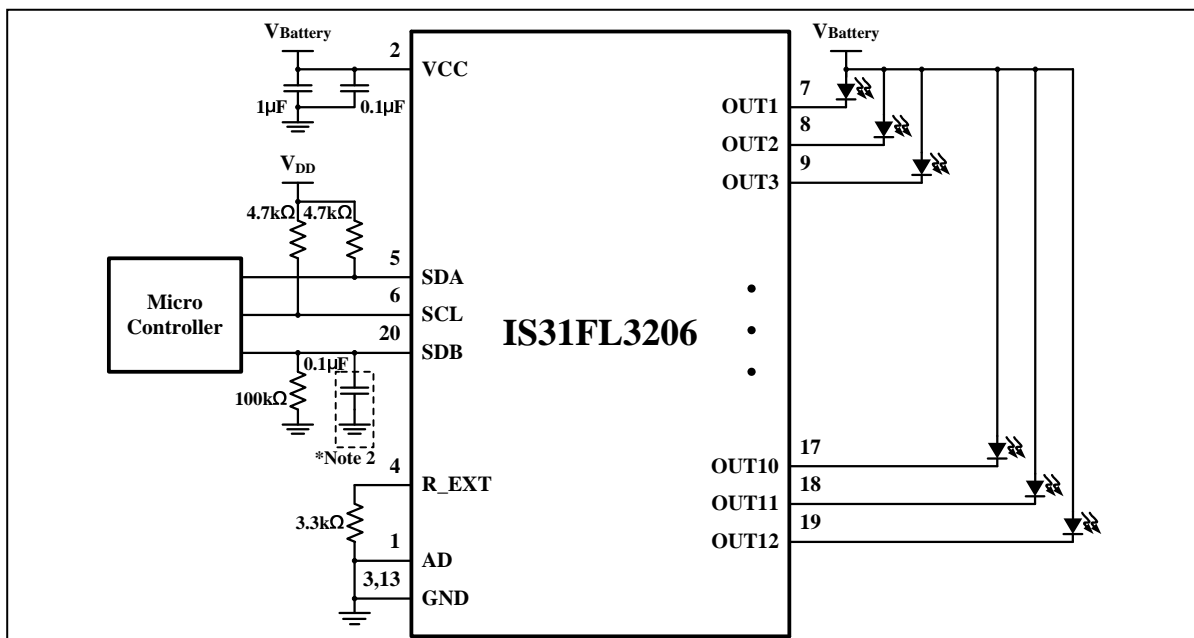 VBattery
2
VCC
1µF
0.1µF
VDD
4.7kΩ
4.7kΩ
5
SDA
6
SCL
20
SDB
Micro
Controller
0.1µF
100kΩ
*Note 2
4
R_EXT
3.3kΩ
1
AD
3,13
GND
IS31FL3206
VBattery
7
OUT1
8
OUT2
9
OUT3
17
OUT10
18
OUT11
19
OUT12